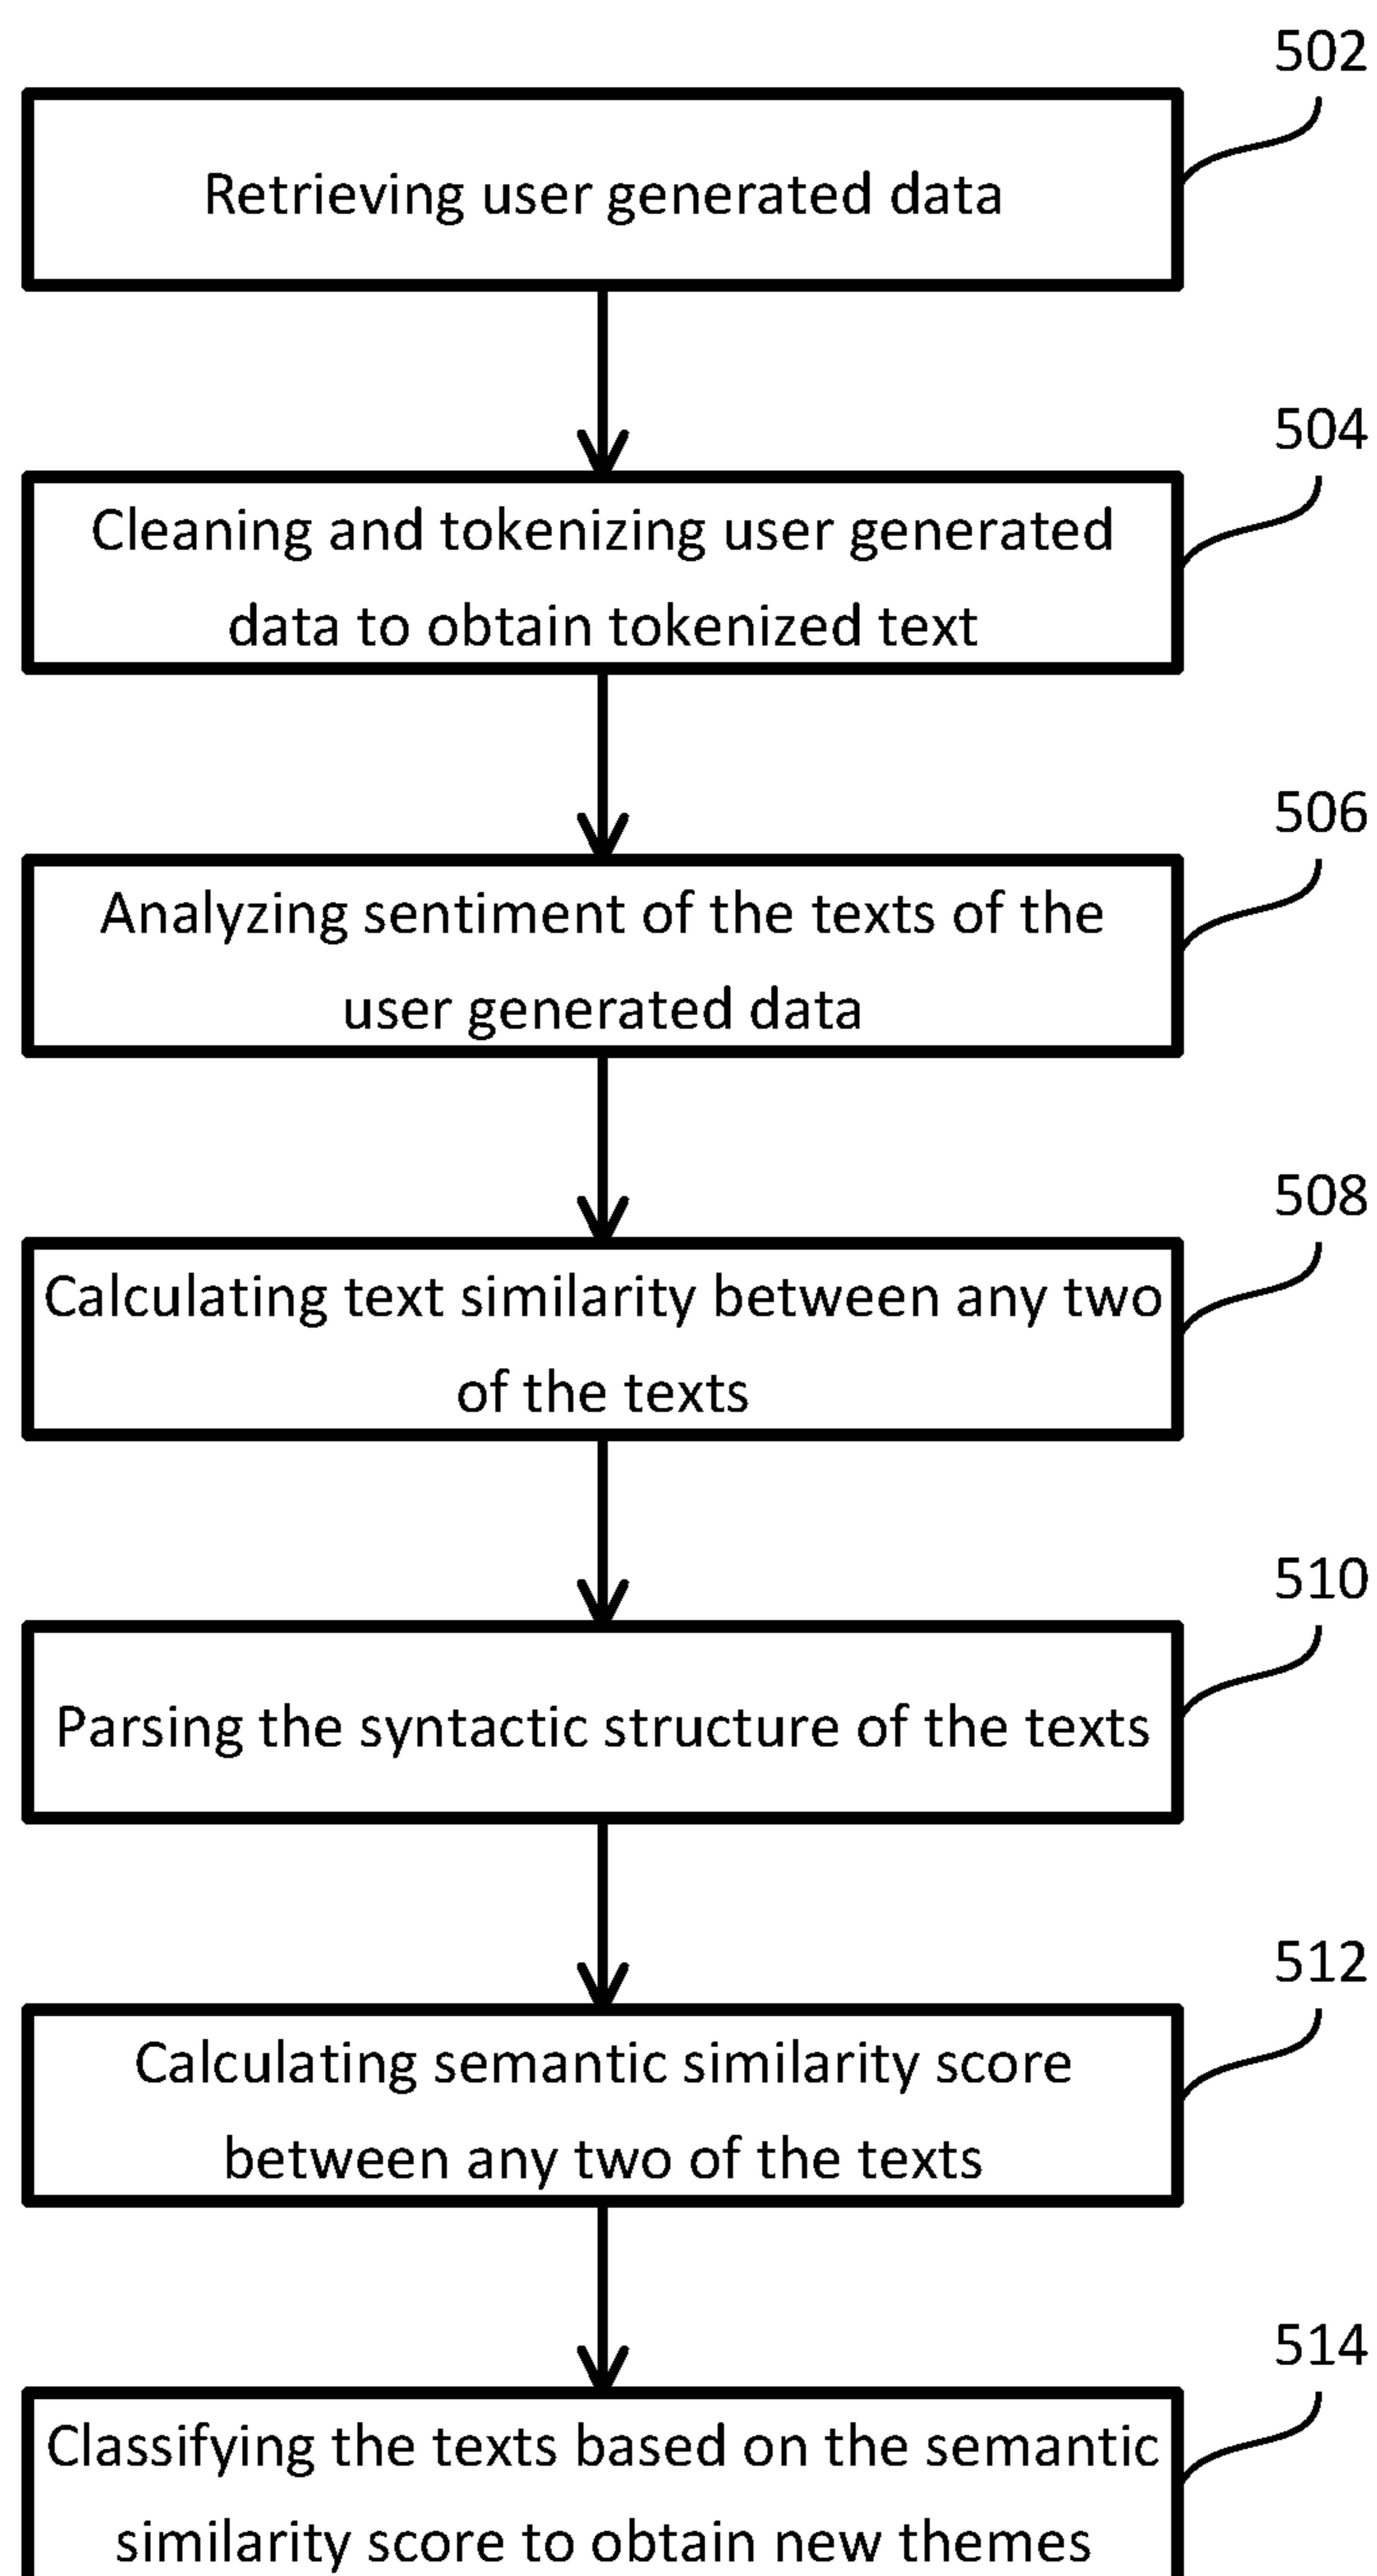 502
Retrieving user generated data
504
Cleaning and tokenizing user generated
data to obtain tokenized text
506
Analyzing sentiment of the texts of the
user generated data
508
Calculating text similarity between any two
of the texts
510
Parsing the syntactic structure of the texts
512
Calculating semantic similarity score
between any two of the texts
514
Classifying the texts based on the semantic
similarity score to obtain new themes